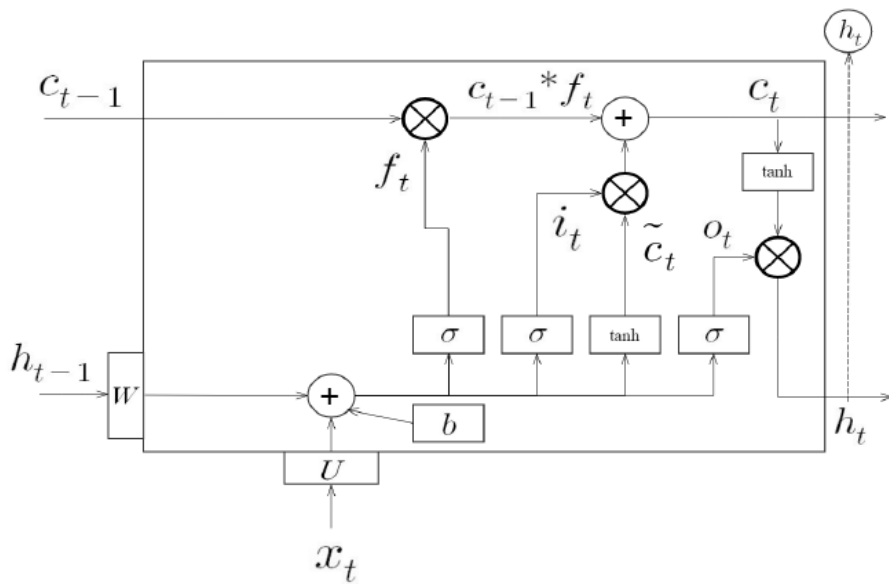 h_t
c_{t-1}
c_{t-1}*f_t
c_t
+
tanh
f_t
i_t
c̃_t
o_t
σ
σ
tanh
σ
h_{t-1}
W
+
b
h_t
U
x_t